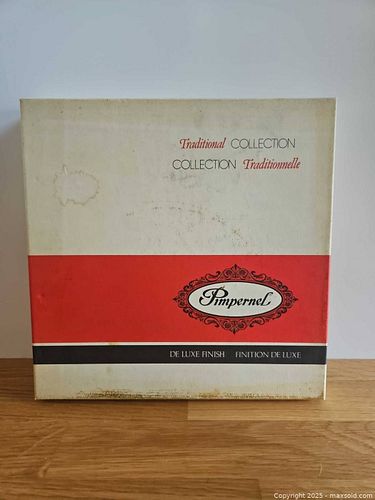 Traditional COLLECTION
COLLECTION Traditionnelle
Pimpernel
DE LUXE FINISH FINITION DE LUXE
Copyright © 2025 - maxsold.com